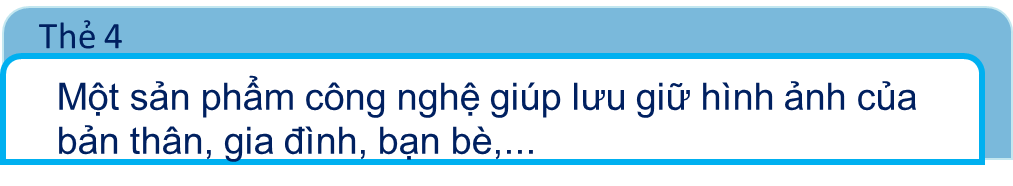 Thẻ 4
Một sản phẩm công nghệ giúp lưu giữ hình ảnh của
bản thân, gia đình, bạn bè,...